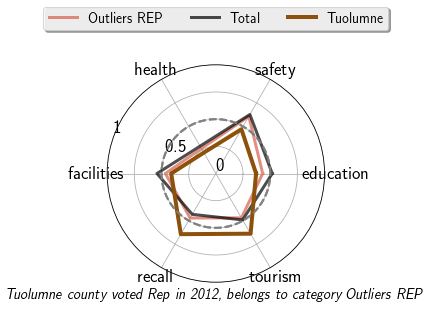 Outliers REP Total Tuolumne
health safety
1
0.5
0
facilities education
recall tourism
Tuolumne county voted Rep in 2012, belongs to category Outliers REP